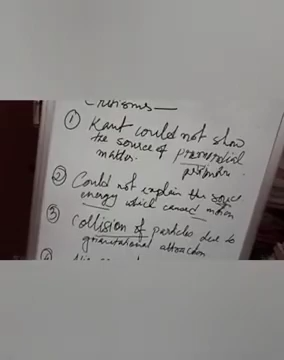 Criticisms —
① Kant could not show
the source of primordial
matter.
② Could not explain the source
energy which caused motion
③ Collision of particles due to
gravitational attraction